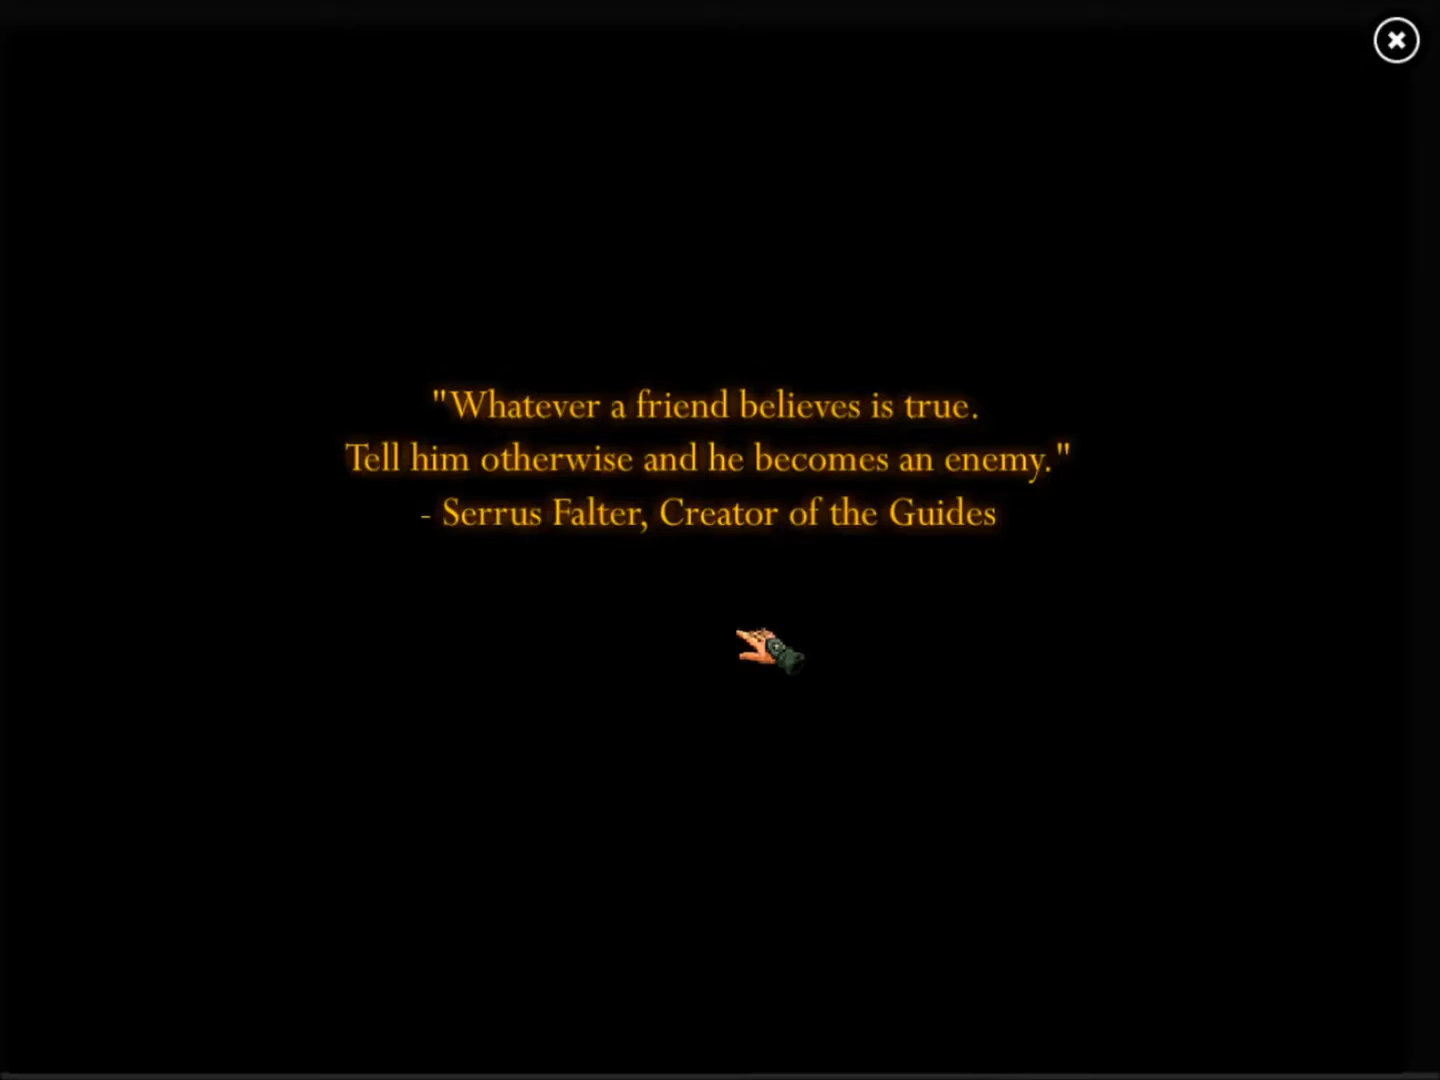 "Whatever a friend believes is true.
Tell him otherwise and he becomes an enemy."
- Serrus Falter, Creator of the Guides